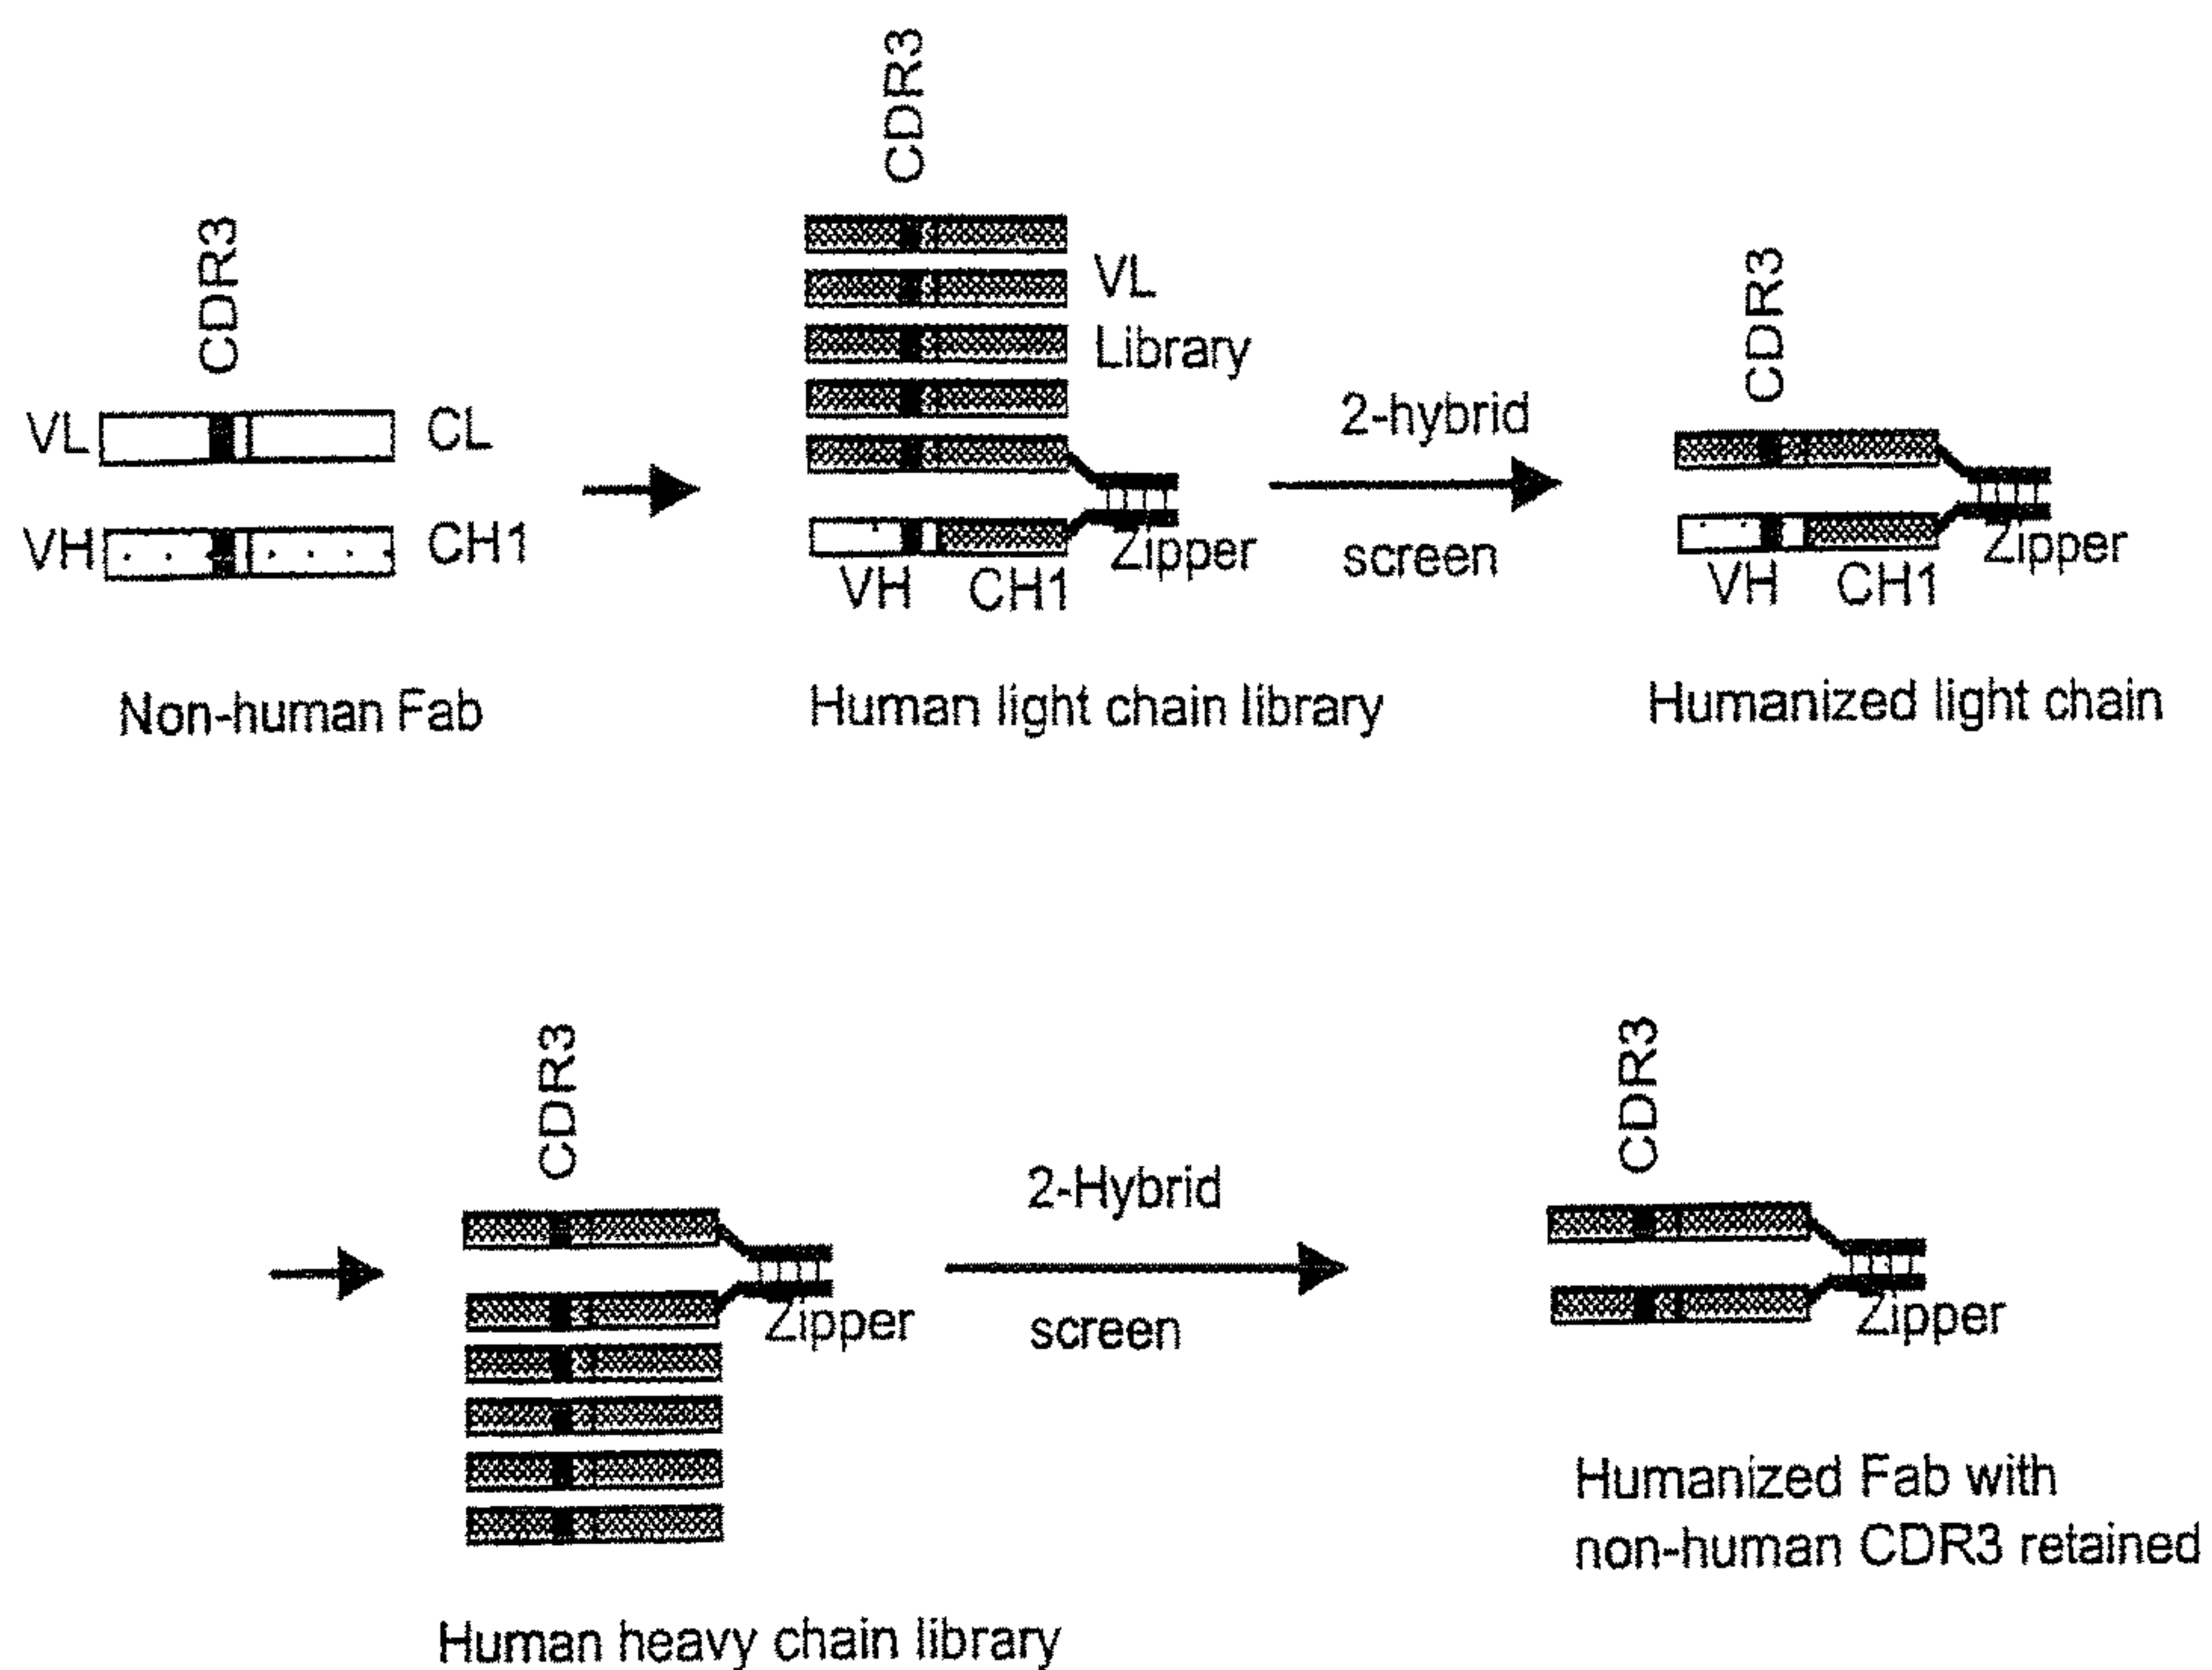 CDR3
VL CL
VH CH1
Non-human Fab
CDR3
VL
Library
Zipper
VH CH1
Human light chain library
2-hybrid
screen
CDR3
Zipper
VH CH1
Humanized light chain
CDR3
Zipper
Human heavy chain library
2-Hybrid
screen
CDR3
Zipper
Humanized Fab with
non-human CDR3 retained